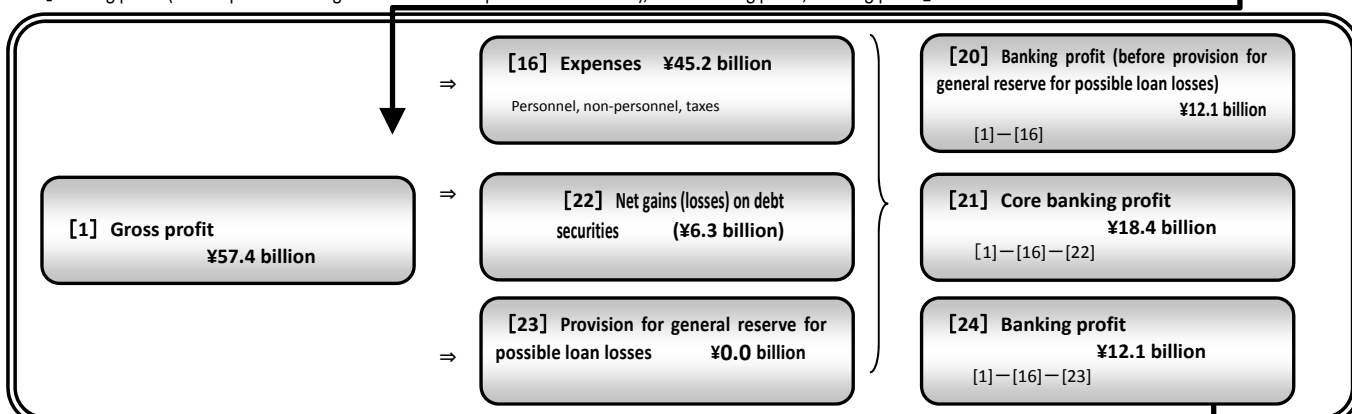 ⇒
[16] Expenses ¥45.2 billion
Personnel, non-personnel, taxes
[20] Banking profit (before provision for
general reserve for possible loan losses)
¥12.1 billion
[1]－[16]
[1] Gross profit
¥57.4 billion
⇒
[22] Net gains (losses) on debt
securities (¥6.3 billion)
[21] Core banking profit
¥18.4 billion
[1]－[16]－[22]
⇒
[23] Provision for general reserve for
possible loan losses ¥0.0 billion
[24] Banking profit
¥12.1 billion
[1]－[16]－[23]